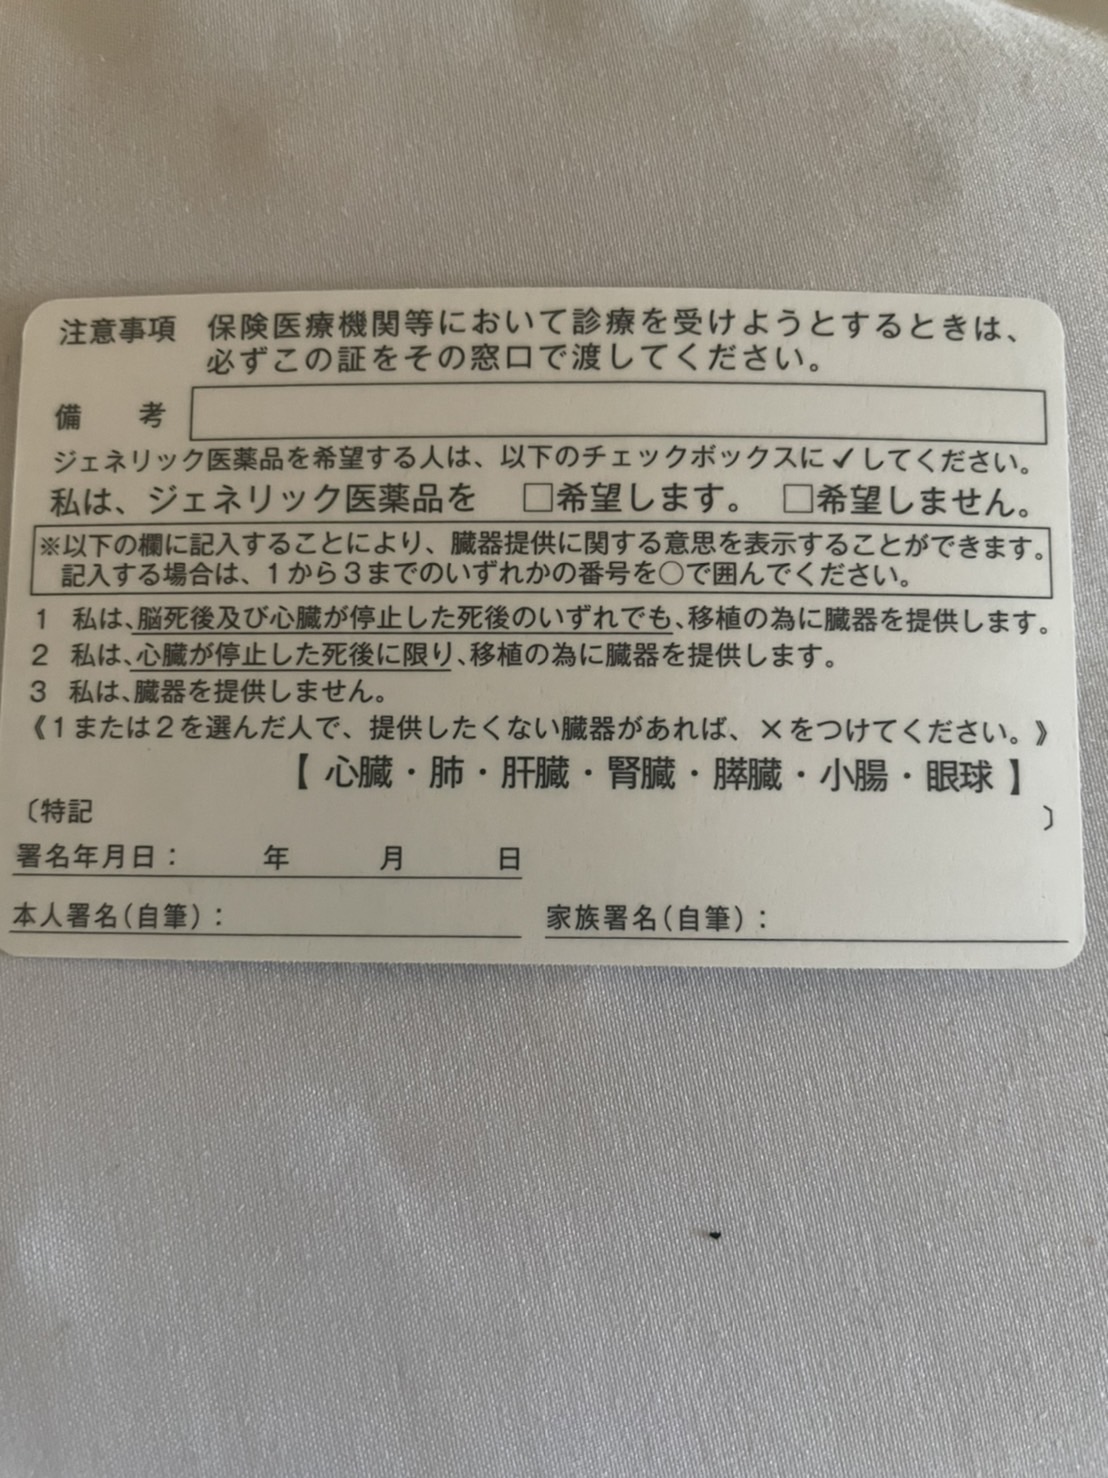 注意事項 保険医療機関等において診療を受けようとするときは、
必ずこの証をその窓口で渡してください。
備 考
ジェネリック医薬品を希望する人は、以下のチェックボックスに✓してください。
私は、ジェネリック医薬品を □希望します。 □希望しません。
※以下の欄に記入することにより、臓器提供に関する意思を表示することができます。
記入する場合は、1から3までのいずれかの番号を○で囲んでください。
1 私は、脳死後及び心臓が停止した死後のいずれでも、移植の為に臓器を提供します。
2 私は、心臓が停止した死後に限り、移植の為に臓器を提供します。
3 私は、臓器を提供しません。
《1または2を選んだ人で、提供したくない臓器があれば、×をつけてください。》
【 心臓・肺・肝臓・腎臓・膵臓・小腸・眼球 】
〔特記 〕
署名年月日： 年 月 日
本人署名(自筆)： 家族署名(自筆)：